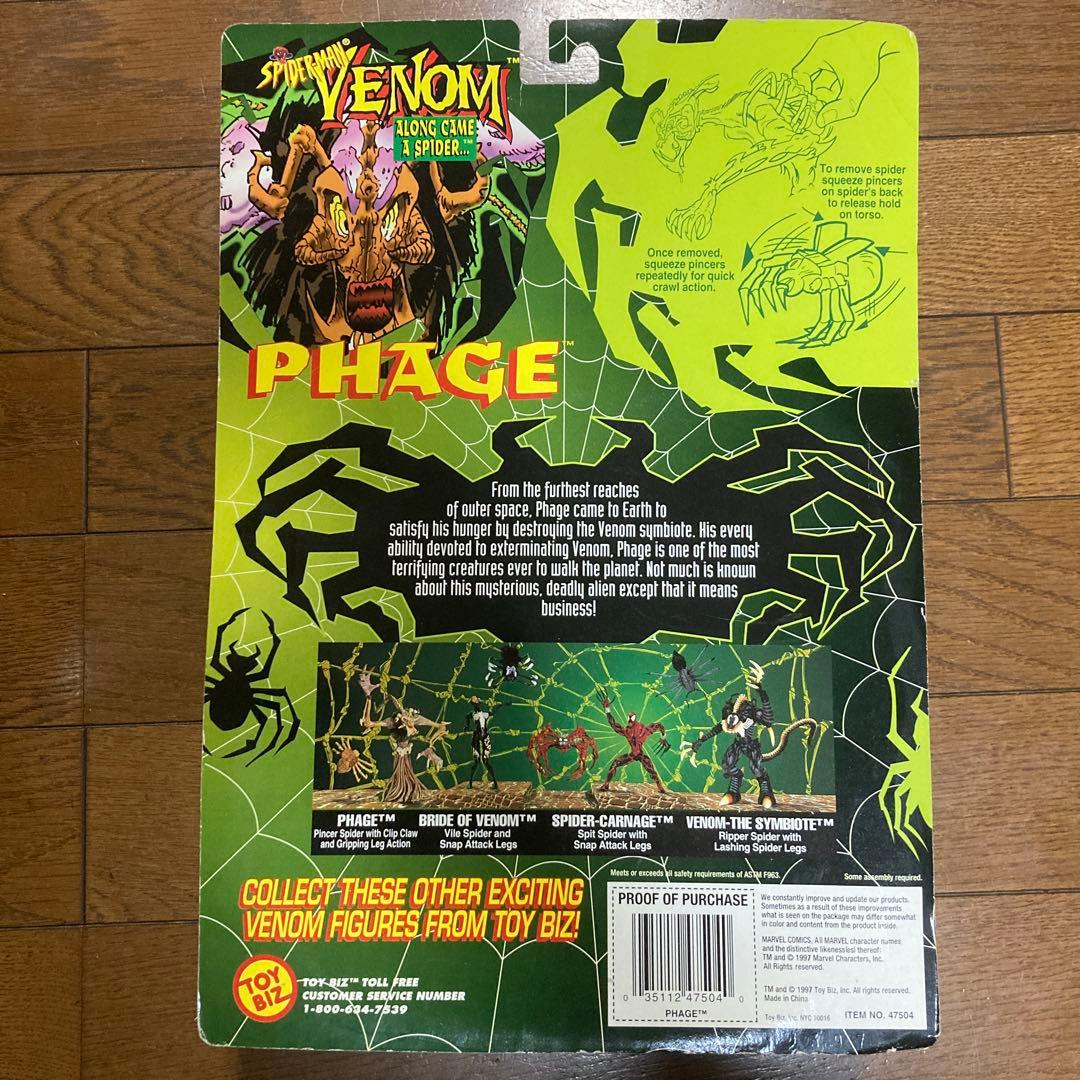 SPIDER-MAN®
VENOM™
ALONG CAME
A SPIDER...™
To remove spider
squeeze pincers
on spider's back
to release hold
on torso.
Once removed,
squeeze pincers
repeatedly for quick
crawl action.
PHAGE™
From the furthest reaches
of outer space, Phage came to Earth to
satisfy his hunger by destroying the Venom symbiote. His every
ability devoted to exterminating Venom, Phage is one of the most
terrifying creatures ever to walk the planet. Not much is known
about this mysterious, deadly alien except that it means
business!
PHAGE™
Pincer Spider with Clip Claw
and Gripping Leg Action
BRIDE OF VENOM™
Vile Spider and
Snap Attack Legs
SPIDER-CARNAGE™
Spit Spider with
Snap Attack Legs
VENOM-THE SYMBIOTE™
Ripper Spider with
Lashing Spider Legs
COLLECT THESE OTHER EXCITING
VENOM FIGURES FROM TOY BIZ!
TOY
BIZ
TOY BIZ™ TOLL FREE
CUSTOMER SERVICE NUMBER
1-800-634-7539
Meets or exceeds all safety requirements of ASTM F963.
Some assembly required.
PROOF OF PURCHASE
0 35112 47504 0
PHAGE™
We constantly improve and update our products.
Sometimes as a result of these improvements
what is seen on the package may differ somewhat
in color and content from the product inside.
MARVEL COMICS, All MARVEL character names
and the distinctive likeness(es) thereof:
TM and © 1997 Marvel Characters, Inc.
All Rights reserved.
TM and © 1997 Toy Biz, Inc. All rights reserved.
Made in China
Toy Biz, Inc. NYC 10016
ITEM NO. 47504